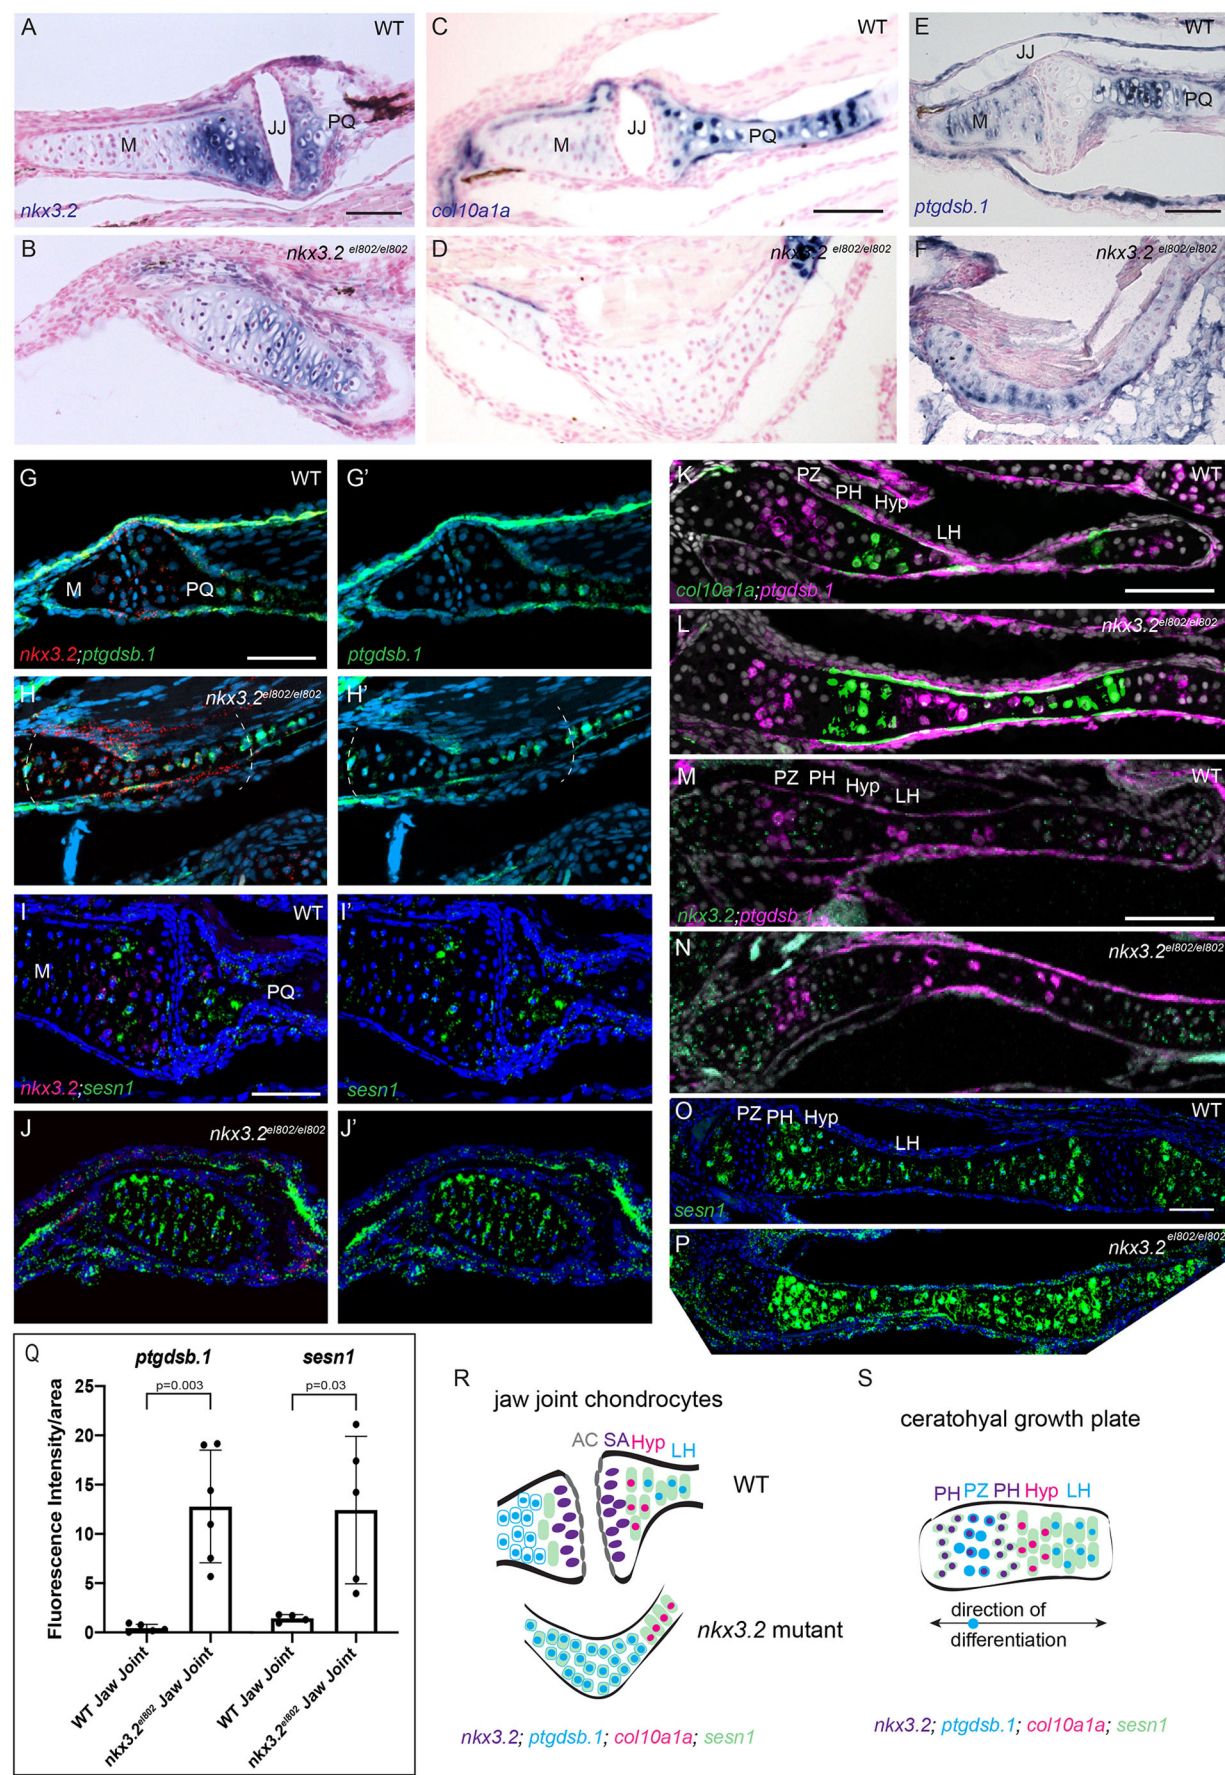 A WT
M
JJ
PQ
nkx3.2
B nkx3.2 el802/el802
C WT
M
JJ
PQ
col10a1a
D nkx3.2 el802/el802
E WT
JJ
M
PQ
ptgdsb.1
F nkx3.2 el802/el802
G WT
M
PQ
nkx3.2;ptgdsb.1
G'
ptgdsb.1
H nkx3.2el802/el802
H'
I WT
M
PQ
nkx3.2;sesn1
I'
sesn1
J nkx3.2el802/el802
J'
K PZ PH Hyp LH WT
col10a1a;ptgdsb.1
L nkx3.2el802/el802
M PZ PH Hyp LH WT
nkx3.2;ptgdsb.1
N nkx3.2el802/el802
O PZ PH Hyp LH WT
sesn1
P nkx3.2el802/el802
Q
ptgdsb.1 sesn1
p=0.003 p=0.03
Fluorescence Intensity/area
25
20
15
10
5
0
WT Jaw Joint
nkx3.2el802 Jaw Joint
WT Jaw Joint
nkx3.2el802 Jaw Joint
R
jaw joint chondrocytes
AC SA Hyp LH
WT
nkx3.2 mutant
nkx3.2; ptgdsb.1; col10a1a; sesn1
S
ceratohyal growth plate
PH PZ PH Hyp LH
direction of
differentiation
nkx3.2; ptgdsb.1; col10a1a; sesn1